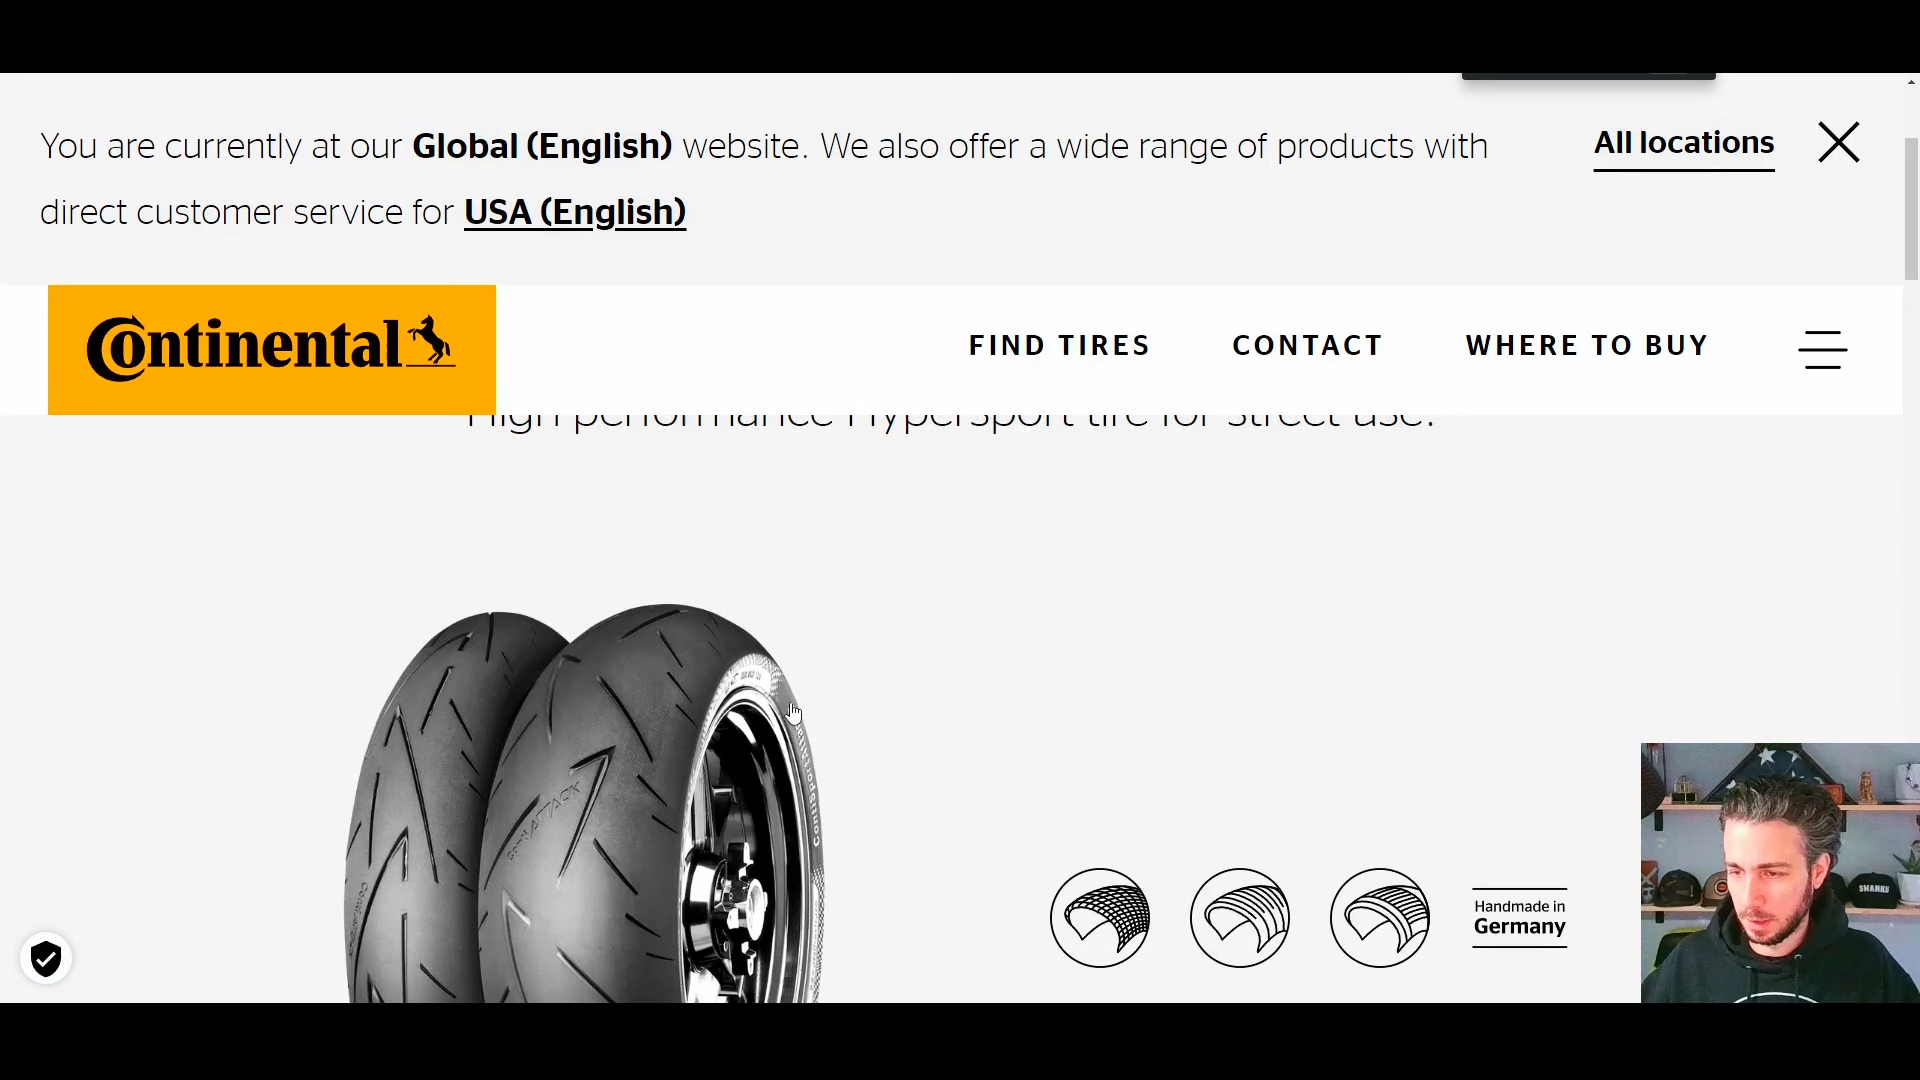 You are currently at our Global (English) website. We also offer a wide range of products with
direct customer service for USA (English)
All locations
Continental
FIND TIRES
CONTACT
WHERE TO BUY
High performance Hypersport tire for street use.
Handmade in
Germany
SWANKY